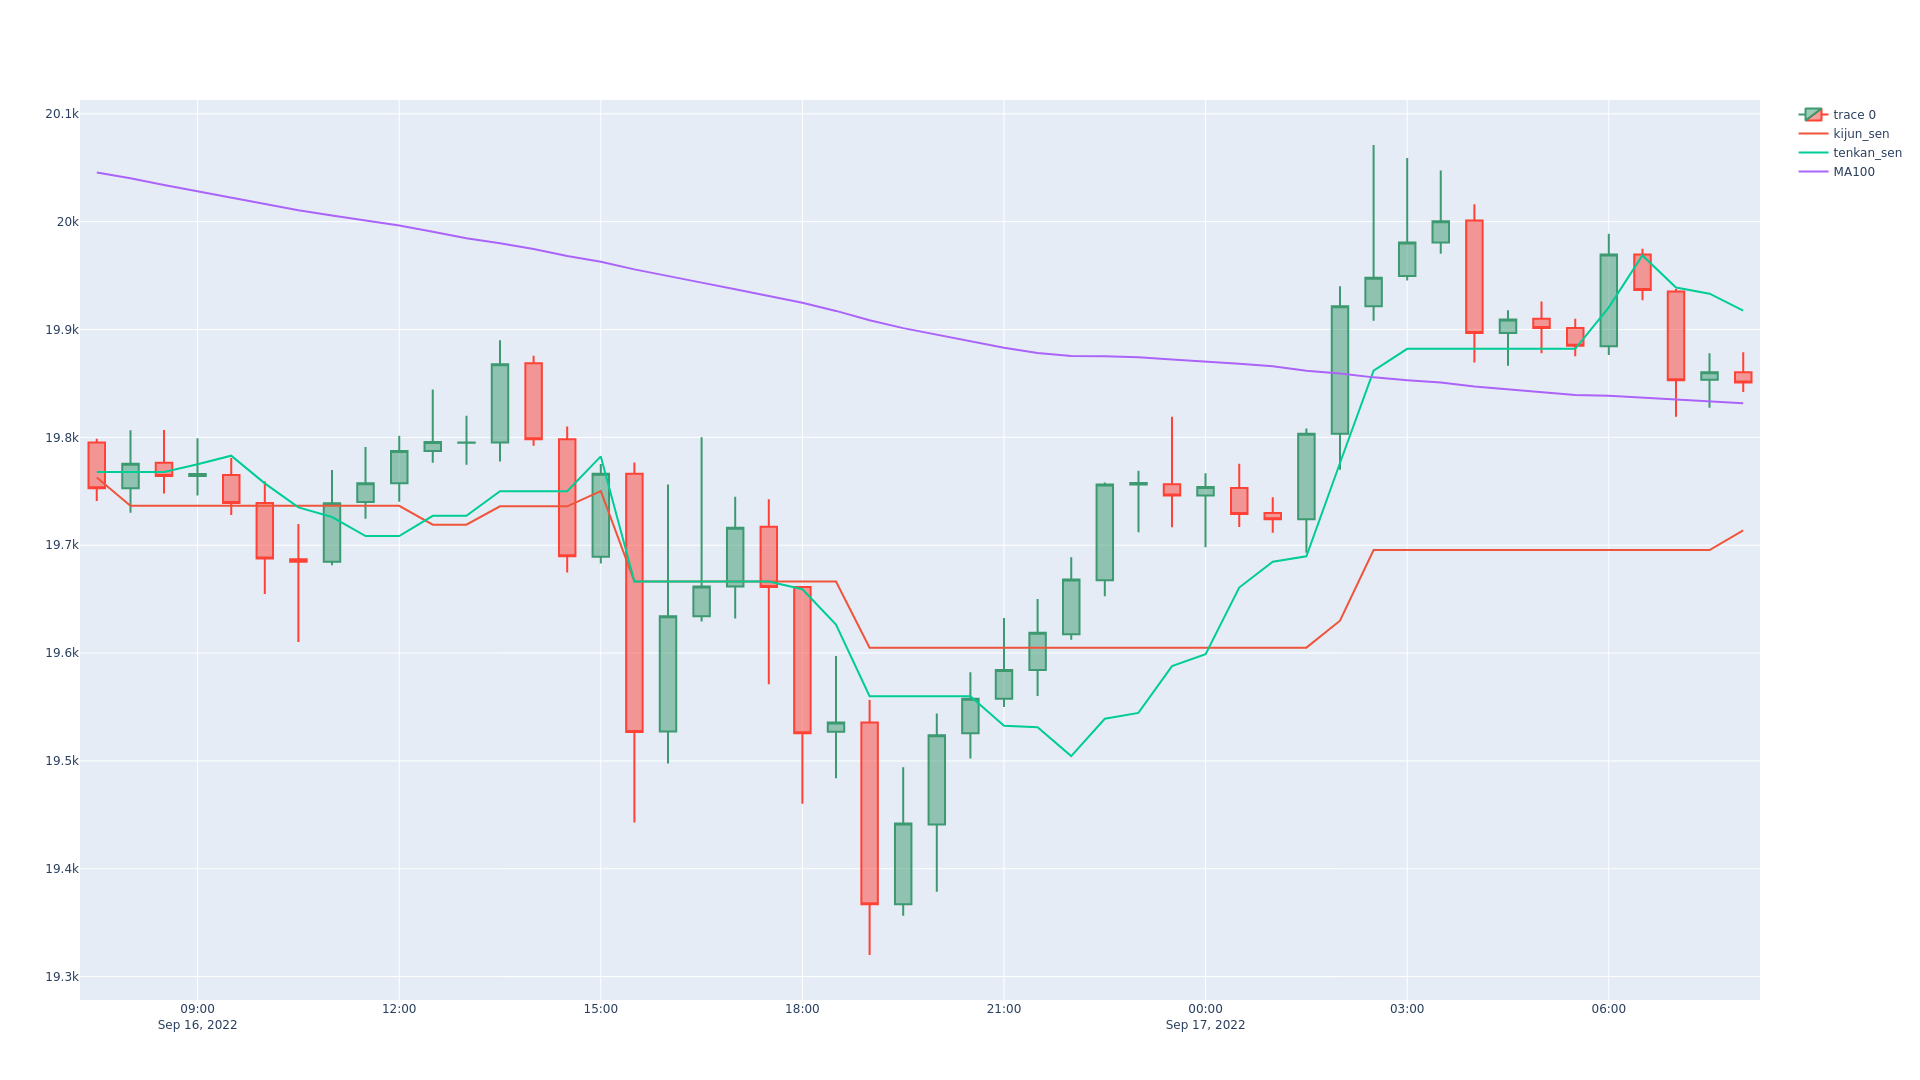 20.1k
20k
19.9k
19.8k
19.7k
19.6k
19.5k
19.4k
19.3k
09:00
Sep 16, 2022
12:00
15:00
18:00
21:00
00:00
Sep 17, 2022
03:00
06:00
trace 0
kijun_sen
tenkan_sen
MA100